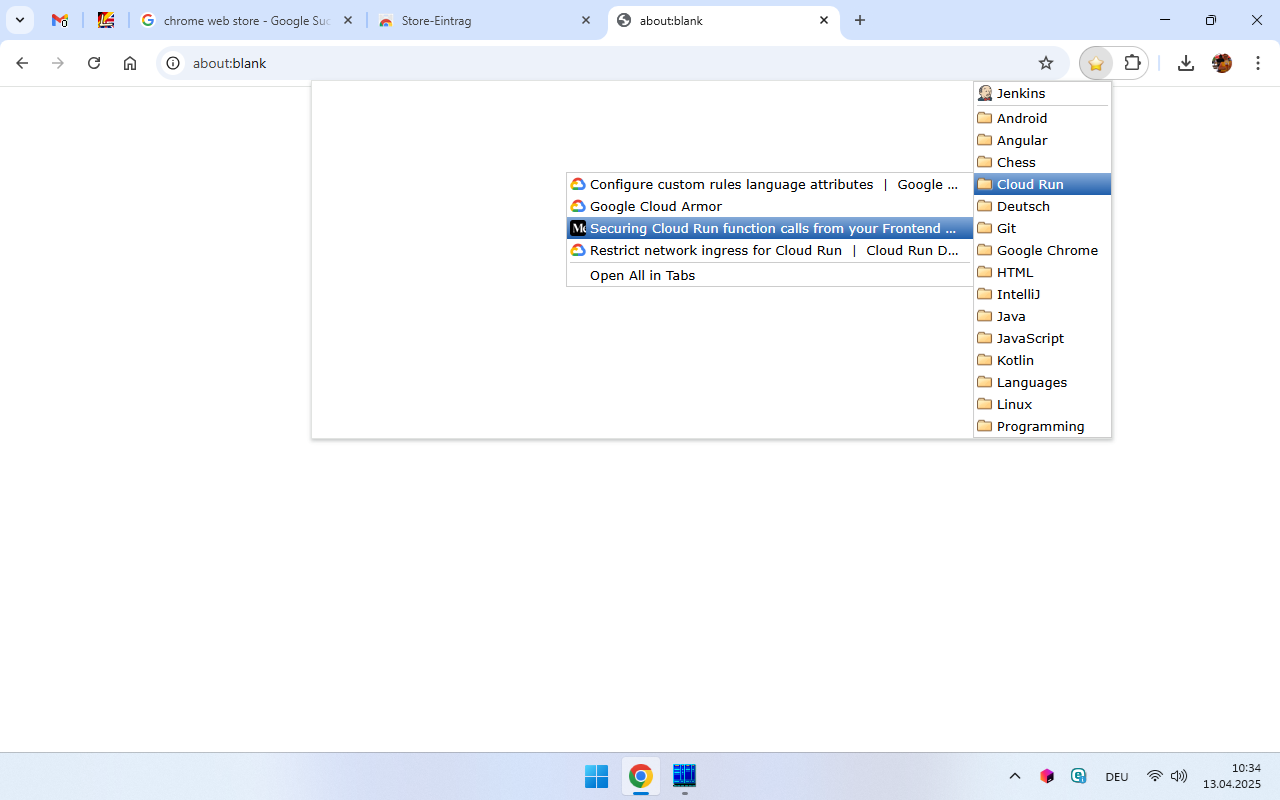 chrome web store - Google Suc
Store-Eintrag
about:blank
about:blank
Jenkins
Android
Angular
Chess
Configure custom rules language attributes | Google ...
Cloud Run
Google Cloud Armor
Deutsch
Securing Cloud Run function calls from your Frontend ...
Git
Restrict network ingress for Cloud Run | Cloud Run D...
Google Chrome
Open All in Tabs
HTML
IntelliJ
Java
JavaScript
Kotlin
Languages
Linux
Programming
DEU
10:34
13.04.2025